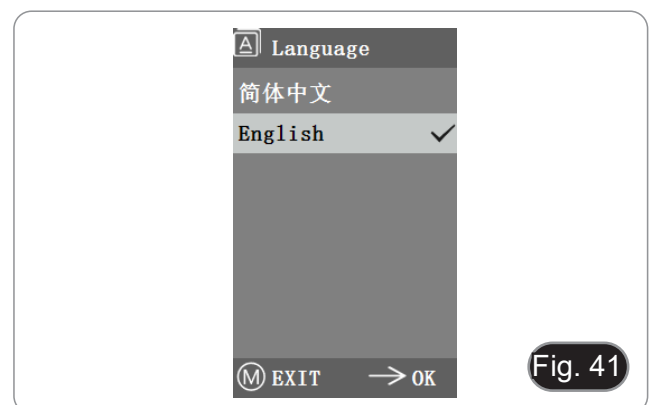 A Language
简体中文
English
M EXIT → OK
Fig. 41